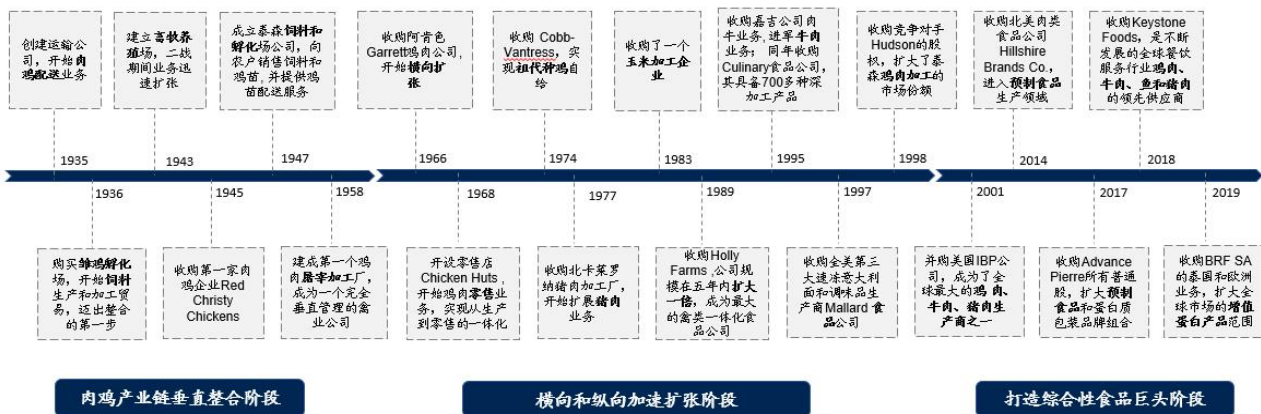 创建运输公
司，开始肉
鸡配送业务
建立畜牧养
殖场，二战
期间业务迅
速扩张
成立泰森饲料和
孵化场公司，向
农户销售饲料和
鸡苗，并提供鸡
苗配送服务
收购阿肯色
Garrett鸡肉公司，
开始横向扩
张
收购 Cobb-
Vantress，实
现祖代种鸡自
给
收购了一个
玉米加工企
业
收购嘉吉公司肉
牛业务，进军牛肉
业务；同年收购
Culinary食品公司，
其具备700多种深
加工产品
收购竞争对手
Hudson的股
权，扩大了泰
森鸡肉加工的
市场份额
收购北美肉类
食品公司
Hillshire
Brands Co.，
进入预制食品
生产领域
收购Keystone
Foods，是不断
发展的全球餐饮
服务行业鸡肉、
牛肉、鱼和猪肉
的领先供应商
1935
1943
1947
1966
1974
1983
1995
1998
2014
2018
1936
1945
1958
1968
1977
1989
1997
2001
2017
2019
购买雏鸡孵化
场，开始饲料
生产和加工贸
易，迈出整合
的第一步
收购第一家肉
鸡企业Red
Christy
Chickens
建成第一个鸡
肉屠宰加工厂，
成为一个完全
垂直管理的禽
业公司
开设零售店
Chicken Huts，
开始鸡肉零售业
务，实现从生产
到零售的一体化
收购北卡莱罗
纳猪肉加工厂，
开始扩展猪肉
业务
收购Holly
Farms ,公司规
模在五年内扩大
一倍，成为最大
的禽类一体化食
品公司
收购全美第三
大速冻意大利
面和调味品生
产商Mallard 食
品公司
并购美国IBP公
司，成为了全
球最大的鸡肉、
牛肉、猪肉生
产商之一
收购Advance
Pierre所有普通
股，扩大预制
食品和蛋白质
包装品牌组合
收购BRF SA
的泰国和欧洲
业务，扩大全
球市场的增值
蛋白产品范围
肉鸡产业链垂直整合阶段
横向和纵向加速扩张阶段
打造综合性食品巨头阶段